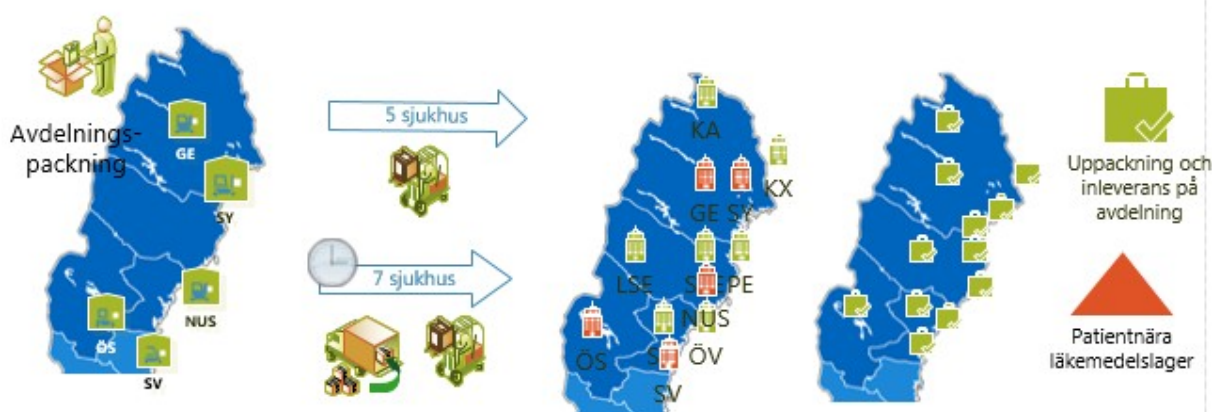 Avdelnings-
packning
GE
SY
NUS
ÖS
SV
5 sjukhus
7 sjukhus
KA
KX
GE SY
LSE
PE
NUS
ÖS
ÖV
SV
Uppackning och
inleverans på
avdelning
Patientnära
läkemedelslager